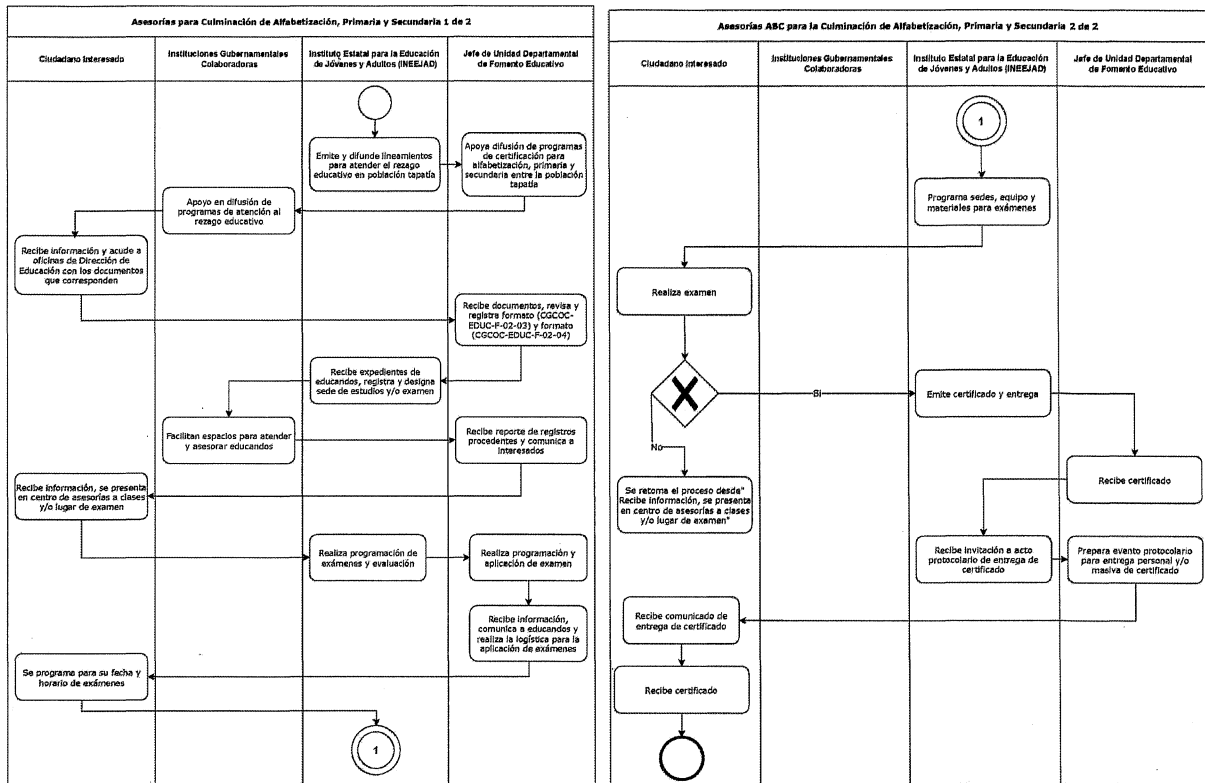 Asesorías para Culminación de Alfabetización, Primaria y Secundaria 1 de 2
Ciudadano Interesado
Instituciones Gubernamentales
Colaboradoras
Instituto Estatal para la Educación
de Jóvenes y Adultos (INEEJAD)
Jefe de Unidad Departamental
de Fomento Educativo
Emite y difunde lineamientos
para atender el rezago
educativo en población tapatía
Apoya difusión de programas
de certificación para
alfabetización, primaria y
secundaria entre la población
tapatía
Apoyo en difusión de
programas de atención al
rezago educativo
Recibe información y acude a
oficinas de Dirección de
Educación con los documentos
que corresponden
Recibe documentos, revisa y
registra formato (CGCOC-
EDUC-F-02-03) y formato
(CGCOC-EDUC-F-02-04)
Recibe expedientes de
educandos, registra y designa
sede de estudios y/o examen
Facilitan espacios para atender
y asesorar educandos
Recibe reporte de registros
procedentes y comunica a
interesados
Recibe información, se presenta
en centro de asesorías a clases
y/o lugar de examen
Realiza programación de
exámenes y evaluación
Realiza programación y
aplicación de examen
Recibe información,
comunica a educandos y
realiza la logística para la
aplicación de exámenes
Se programa para su fecha y
horario de exámenes
1
Asesorías ABC para la Culminación de Alfabetización, Primaria y Secundaria 2 de 2
Ciudadano Interesado
Instituciones Gubernamentales
Colaboradoras
Instituto Estatal para la Educación
de Jóvenes y Adultos (INEEJAD)
Jefe de Unidad Departamental
de Fomento Educativo
1
Programa sedes, equipo y
materiales para exámenes
Realiza examen
Si
Emite certificado y entrega
No
Se retoma el proceso desde"
Recibe información, se presenta
en centro de asesorías a clases
y/o lugar de examen"
Recibe certificado
Recibe invitación a acto
protocolario de entrega de
certificado
Prepara evento protocolario
para entrega personal y/o
masiva de certificado
Recibe comunicado de
entrega de certificado
Recibe certificado